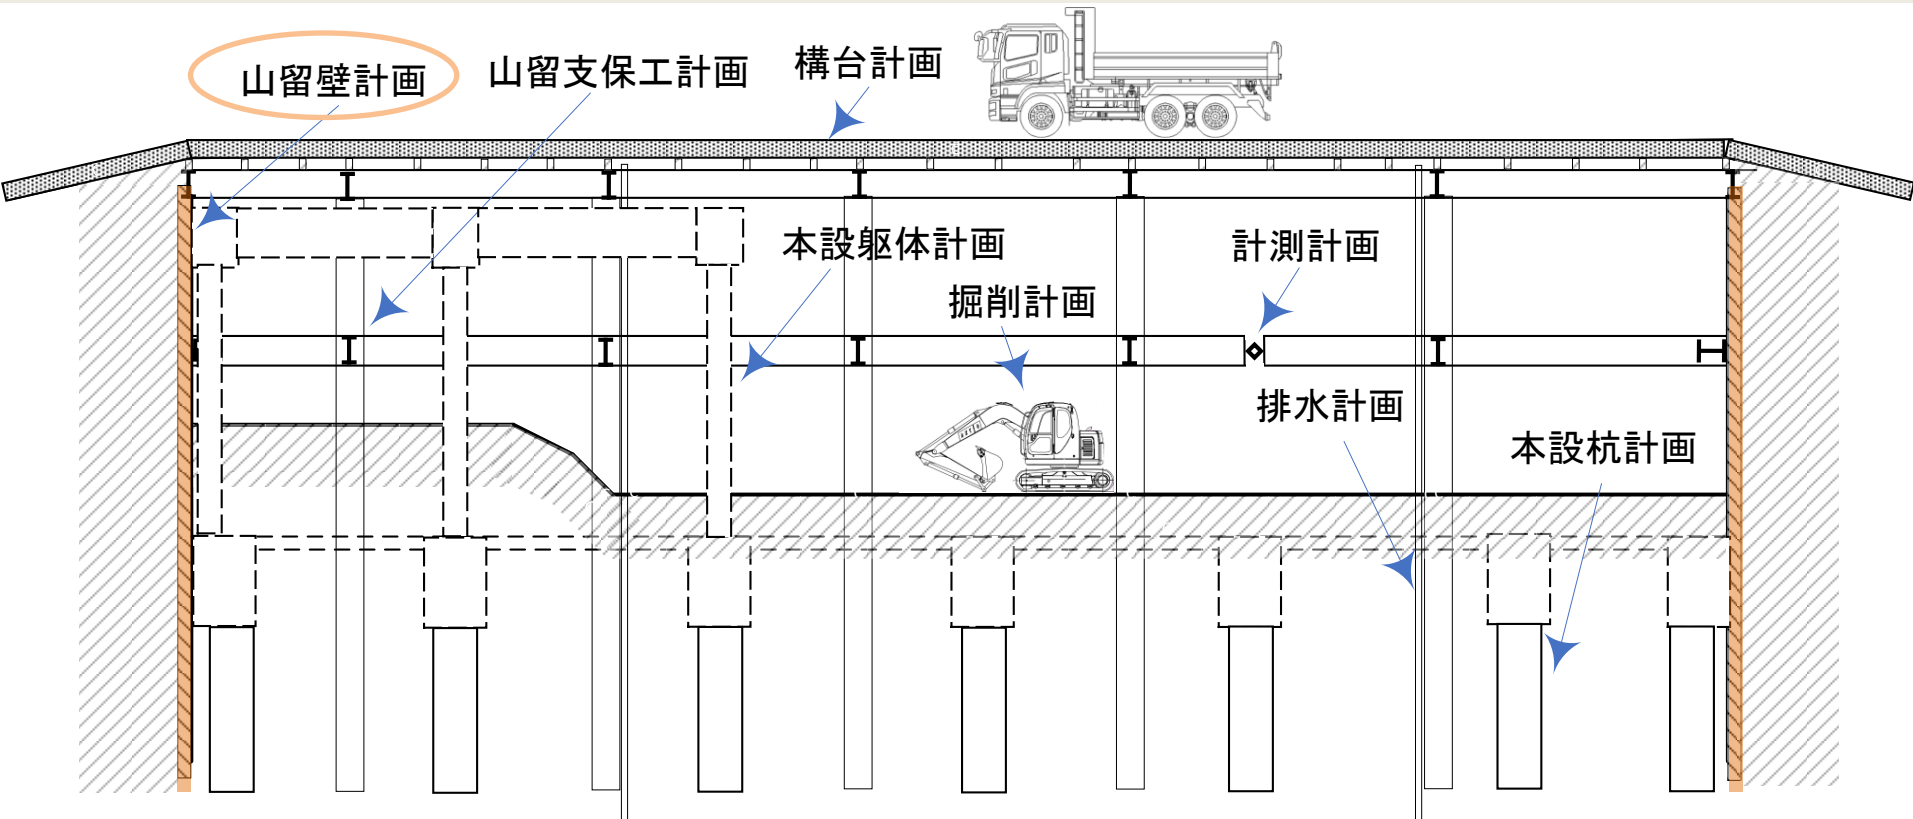 山留壁計画
山留支保工計画
構台計画
本設躯体計画
計測計画
掘削計画
排水計画
本設杭計画